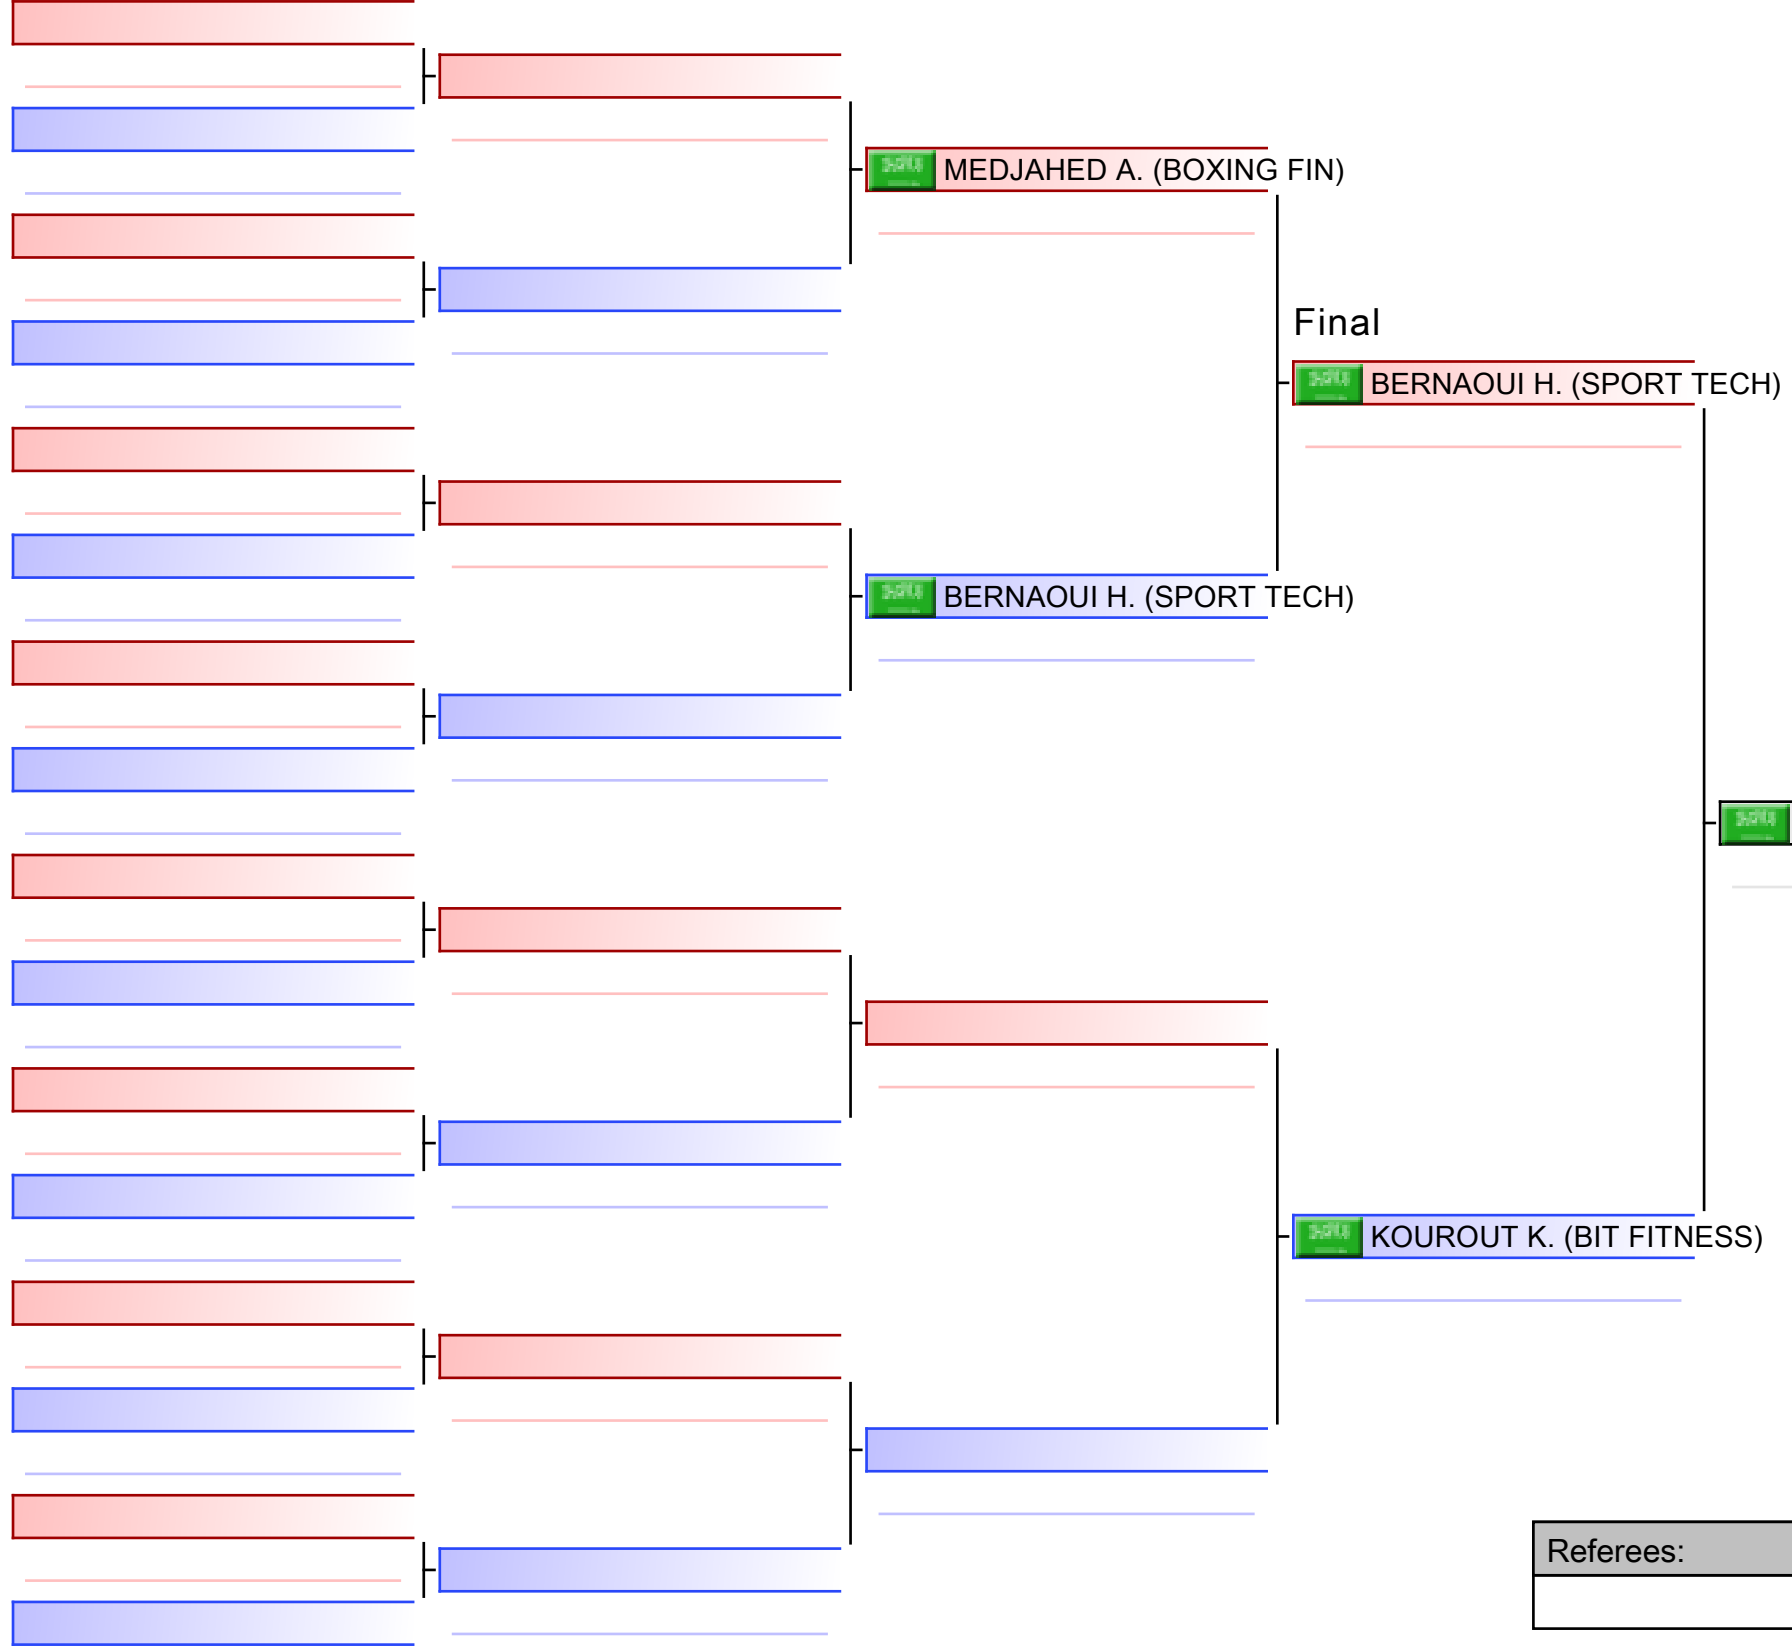 MEDJAHED A. (BOXING FIN)
Final
BERNAOUI H. (SPORT TECH)
BERNAOUI H. (SPORT TECH)
KOUROUT K. (BIT FITNESS)
Referees: